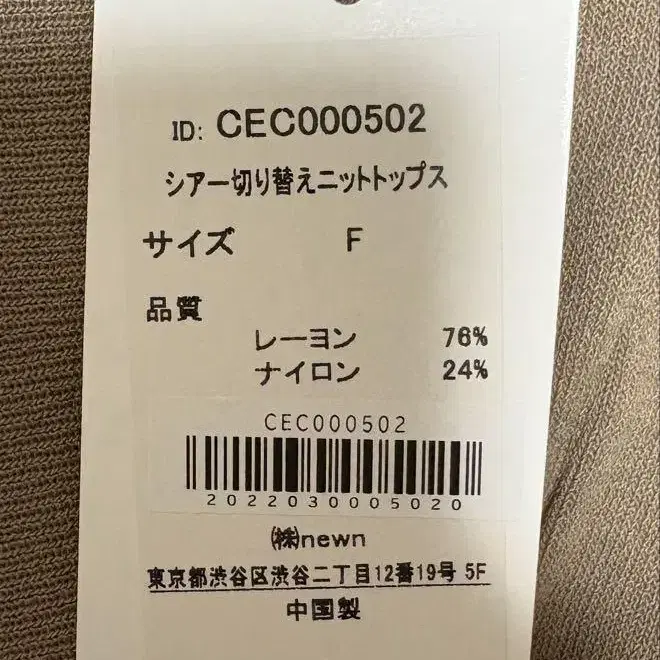 ID: CEC000502
シアー切り替えニットトップス
サイズ F
品質
レーヨン 76%
ナイロン 24%
CEC000502
2022030005020
㈱newn
東京都渋谷区渋谷二丁目12番19号 5F
中国製